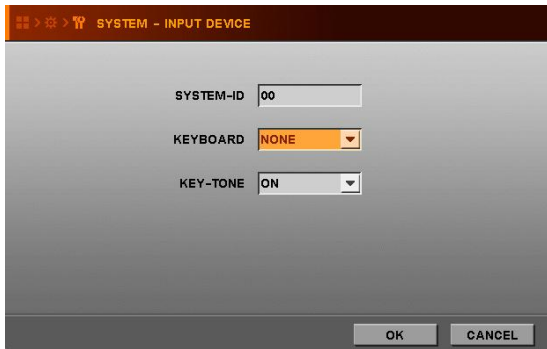 SYSTEM - INPUT DEVICE
SYSTEM-ID 00
KEYBOARD NONE
KEY-TONE ON
OK CANCEL